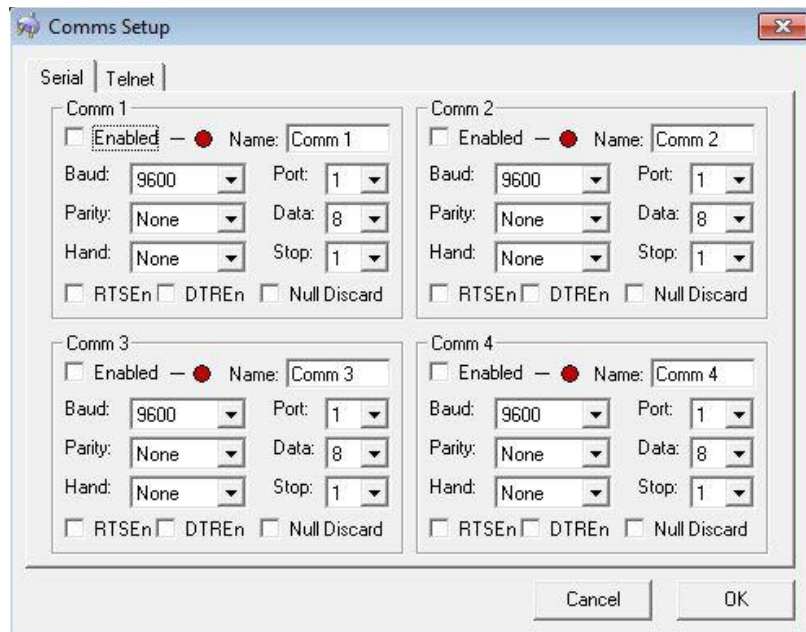 Comms Setup
Serial Telnet
Comm 1
Enabled – Name: Comm 1
Baud: 9600 Port: 1
Parity: None Data: 8
Hand: None Stop: 1
RTSEn DTREn Null Discard
Comm 2
Enabled – Name: Comm 2
Baud: 9600 Port: 1
Parity: None Data: 8
Hand: None Stop: 1
RTSEn DTREn Null Discard
Comm 3
Enabled – Name: Comm 3
Baud: 9600 Port: 1
Parity: None Data: 8
Hand: None Stop: 1
RTSEn DTREn Null Discard
Comm 4
Enabled – Name: Comm 4
Baud: 9600 Port: 1
Parity: None Data: 8
Hand: None Stop: 1
RTSEn DTREn Null Discard
Cancel OK